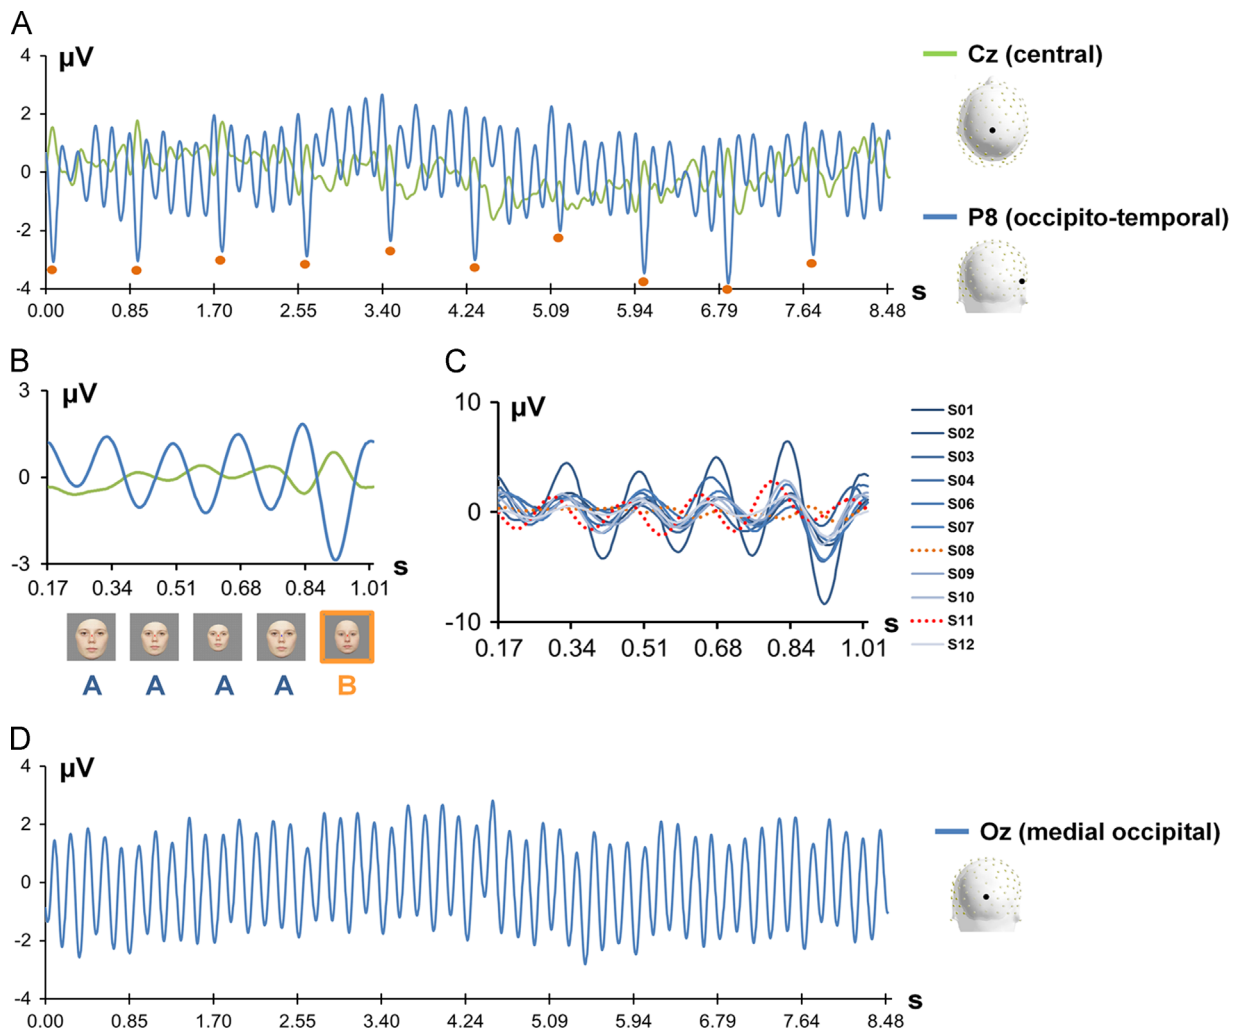 A
μV
4
2
0
-2
-4
0.00 0.85 1.70 2.55 3.40 4.24 5.09 5.94 6.79 7.64 8.48
s
Cz (central)
P8 (occipito-temporal)
B
μV
3
0
-3
0.17 0.34 0.51 0.68 0.84 1.01
s
A A A A B
C
μV
10
0
-10
0.17 0.34 0.51 0.68 0.84 1.01
s
S01
S02
S03
S04
S06
S07
S08
S09
S10
S11
S12
D
μV
4
2
0
-2
-4
0.00 0.85 1.70 2.55 3.40 4.24 5.09 5.94 6.79 7.64 8.48
s
Oz (medial occipital)